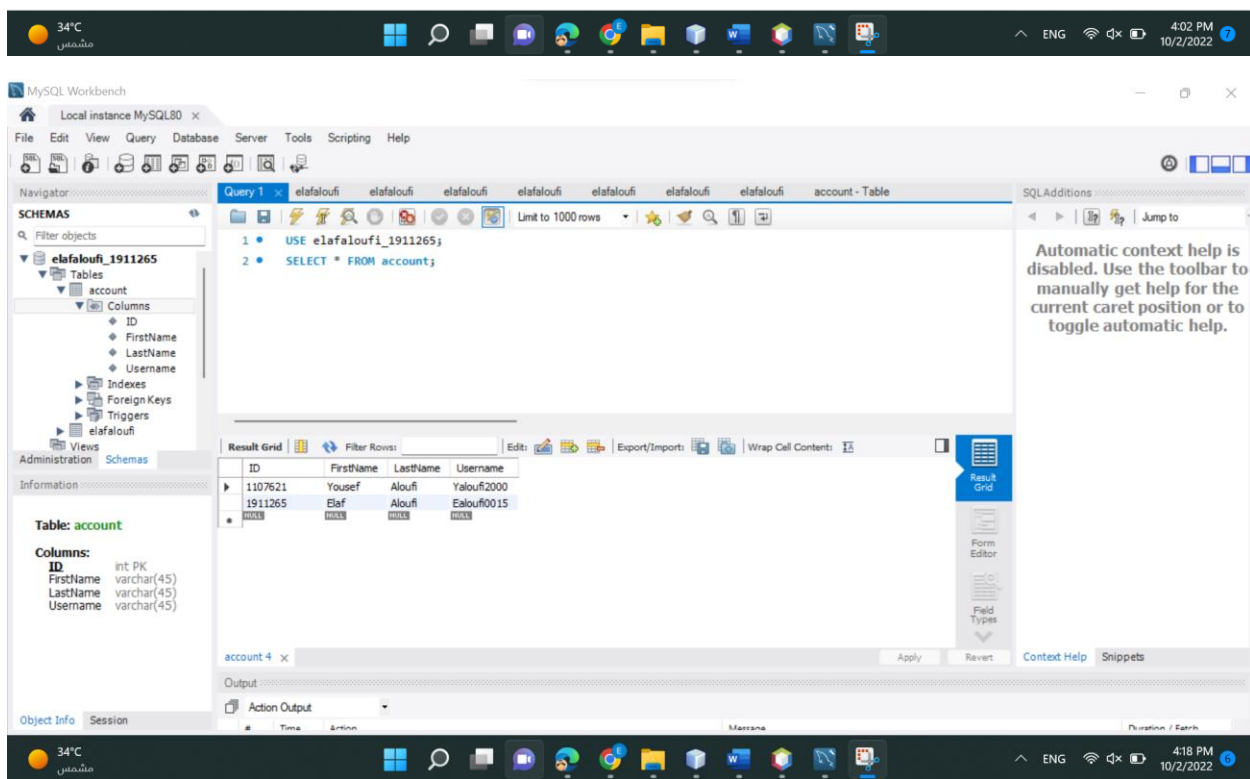 34°C
مشمس
ENG
4:02 PM
10/2/2022
7
MySQL Workbench
Local instance MySQL80
File Edit View Query Database Server Tools Scripting Help
Navigator
SCHEMAS
Filter objects
elafaloufi_1911265
Tables
account
Columns
ID
FirstName
LastName
Username
Indexes
Foreign Keys
Triggers
elafaloufi
Views
Administration Schemas
Information
Table: account
Columns:
ID int PK
FirstName varchar(45)
LastName varchar(45)
Username varchar(45)
Object Info Session
Query 1 elafaloufi elafaloufi elafaloufi elafaloufi elafaloufi elafaloufi elafaloufi account - Table
Limit to 1000 rows
1 USE elafaloufi_1911265;
2 SELECT * FROM account;
Result Grid Filter Rows: Edit: Export/Import: Wrap Cell Content:
ID FirstName LastName Username
1107621 Yousef Aloufi Yaloufi2000
1911265 Elaf Aloufi Ealoufi0015
NULL NULL NULL NULL
Result Grid
Form Editor
Field Types
account 4 Apply Revert
Output
Action Output
# Time Action Message Duration / Fetch
SQLAdditions
Jump to
Automatic context help is
disabled. Use the toolbar to
manually get help for the
current caret position or to
toggle automatic help.
Context Help Snippets
34°C
مشمس
ENG
4:18 PM
10/2/2022
6